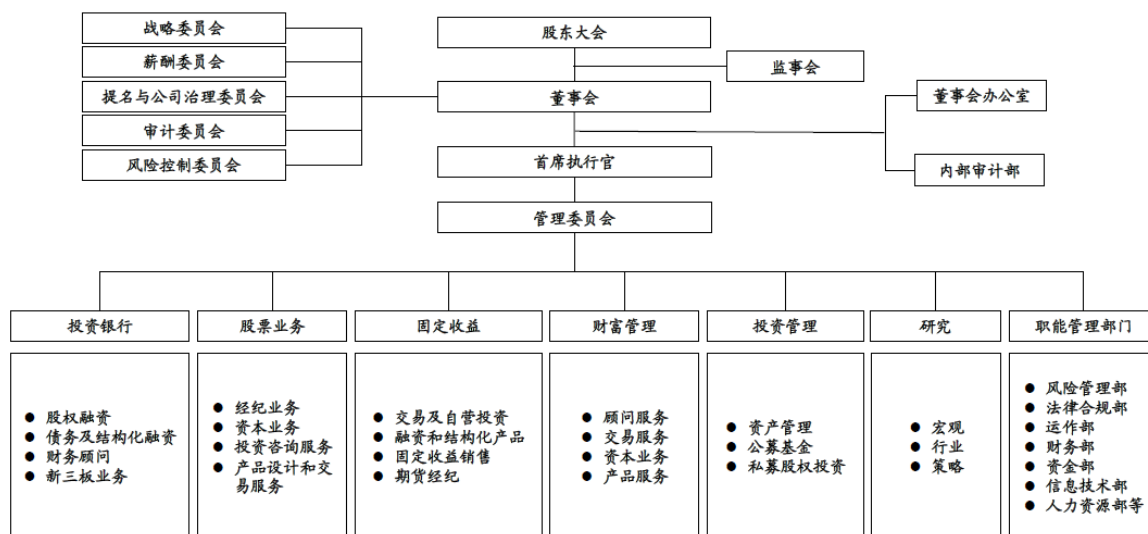 战略委员会
薪酬委员会
提名与公司治理委员会
审计委员会
风险控制委员会
股东大会
监事会
董事会
董事会办公室
内部审计部
首席执行官
管理委员会
投资银行
● 股权融资
● 债务及结构化融资
● 财务顾问
● 新三板业务
股票业务
● 经纪业务
● 资本业务
● 投资咨询服务
● 产品设计和交
易服务
固定收益
● 交易及自营投资
● 融资和结构化产品
● 固定收益销售
● 期货经纪
财富管理
● 顾问服务
● 交易服务
● 资本业务
● 产品服务
投资管理
● 资产管理
● 公募基金
● 私募股权投资
研究
● 宏观
● 行业
● 策略
职能管理部门
● 风险管理部
● 法律合规部
● 运作部
● 财务部
● 资金部
● 信息技术部
● 人力资源部等